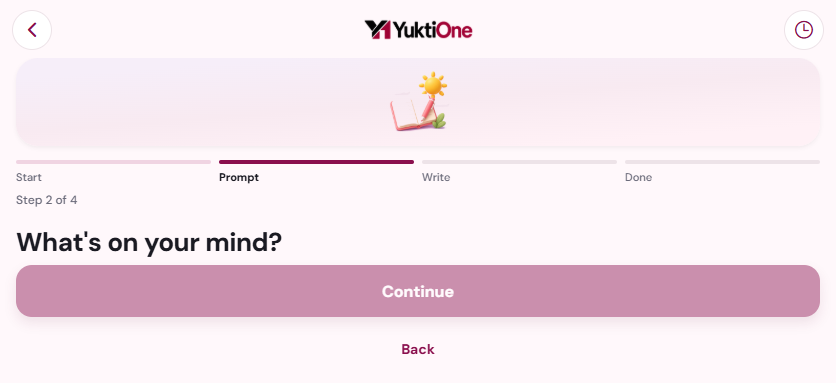 YuktiOne
Start
Prompt
Write
Done
Step 2 of 4
What's on your mind?
Continue
Back